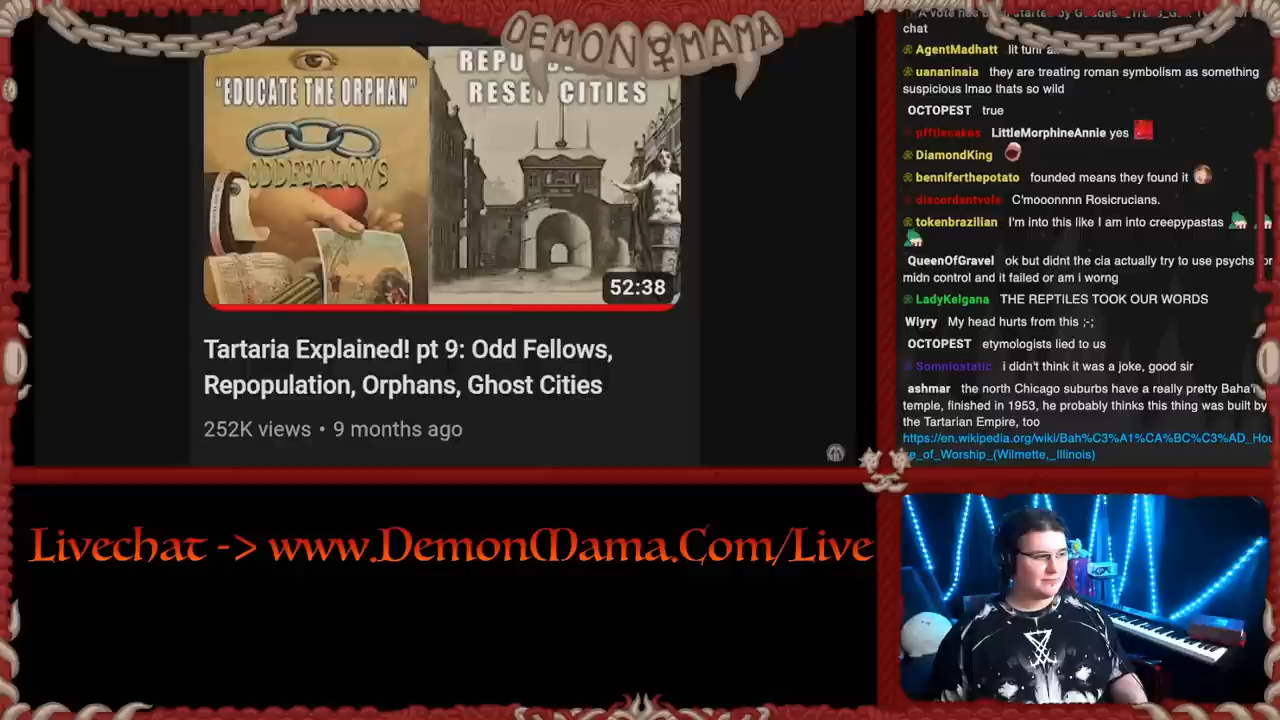 DEMON MAMA
"EDUCATE THE ORPHAN"
ODDFELLOWS
RESET CITIES
52:38
Tartaria Explained! pt 9: Odd Fellows,
Repopulation, Orphans, Ghost Cities
252K views • 9 months ago
chat
AgentMadhatt lit
uananinaia they are treating roman symbolism as something
suspicious lmao thats so wild
OCTOPEST true
pfftlecakus LittleMorphineAnnie yes
DiamondKing
benniferthepotato founded means they found it
discordantvole C'mooonnnn Rosicrucians.
tokenbrazilian I'm into this like I am into creepypastas
QueenOfGravel ok but didnt the cia actually try to use psychs
midn control and it failed or am i worng
LadyKelgana THE REPTILES TOOK OUR WORDS
Wiyry My head hurts from this ;-;
OCTOPEST etymologists lied to us
Somniostatic i didn't think it was a joke, good sir
ashmar the north Chicago suburbs have a really pretty Baha'i
temple, finished in 1953, he probably thinks this thing was built by
the Tartarian Empire, too
https://en.wikipedia.org/wiki/Bah%C3%A1%CA%BC%C3%AD_Hou
se_of_Worship_(Wilmette,_Illinois)
Livechat -> www.DemonMama.Com/Live